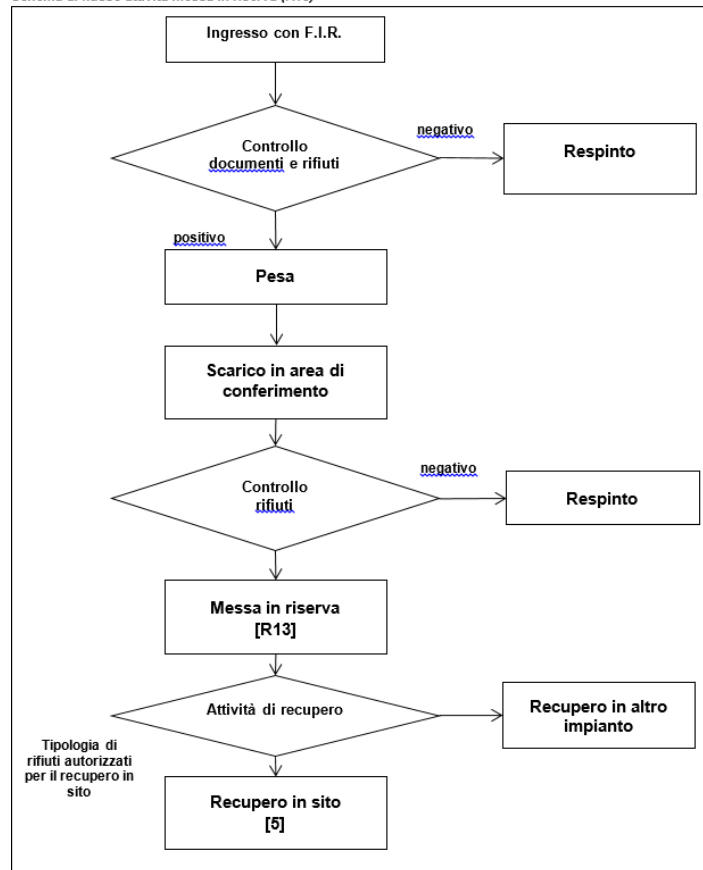 Ingresso con F.I.R.
Controllo
documenti e rifiuti
negativo
Respinto
positivo
Pesa
Scarico in area di
conferimento
Controllo
rifiuti
negativo
Respinto
Messa in riserva
[R13]
Attività di recupero
Recupero in altro
impianto
Tipologia di
rifiuti autorizzati
per il recupero in
sito
Recupero in sito
[5]